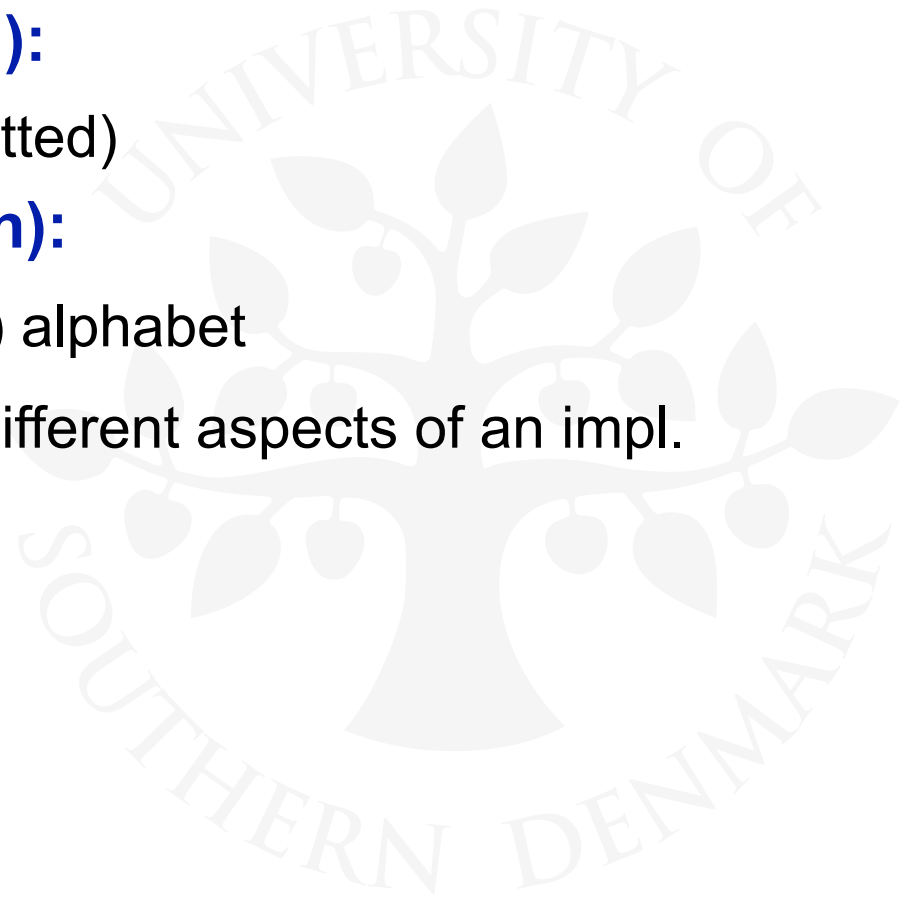 ):
tted)
n):
) alphabet
ifferent aspects of an impl.
UNIVERSITY OF
SOUTHERN DENMARK